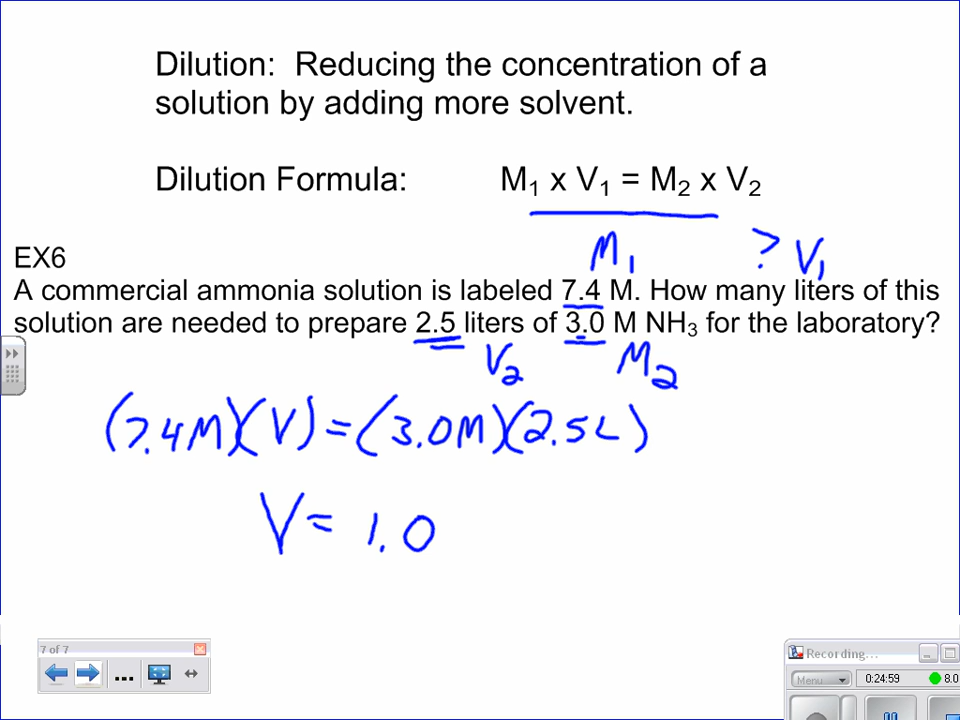 Dilution: Reducing the concentration of a
solution by adding more solvent.
Dilution Formula: M₁ x V₁ = M₂ x V₂
M₁ ? V₁
EX6
A commercial ammonia solution is labeled 7.4 M. How many liters of this
solution are needed to prepare 2.5 liters of 3.0 M NH₃ for the laboratory?
V₂ M₂
(7.4M)(V) = (3.0M)(2.5L)
V = 1.0
7 of 7
...
Recording...
Menu
0:24:59
8.0